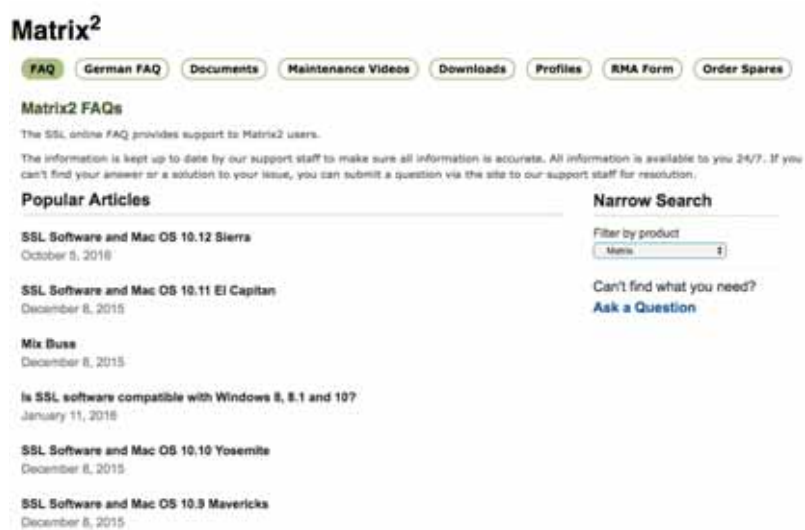 Matrix²
FAQ German FAQ Documents Maintenance Videos Downloads Profiles RMA Form Order Spares
Matrix2 FAQs
The SSL online FAQ provides support to Matrix2 users.
The information is kept up to date by our support staff to make sure all information is accurate. All information is available to you 24/7. If you
can't find your answer or a solution to your issue, you can submit a question via the site to our support staff for resolution.
Popular Articles
SSL Software and Mac OS 10.12 Sierra
October 5, 2016
SSL Software and Mac OS 10.11 El Capitan
December 8, 2015
Mix Buss
December 8, 2015
Is SSL software compatible with Windows 8, 8.1 and 10?
January 11, 2016
SSL Software and Mac OS 10.10 Yosemite
December 8, 2015
SSL Software and Mac OS 10.9 Mavericks
December 8, 2015
Narrow Search
Filter by product
Matrix
Can't find what you need?
Ask a Question